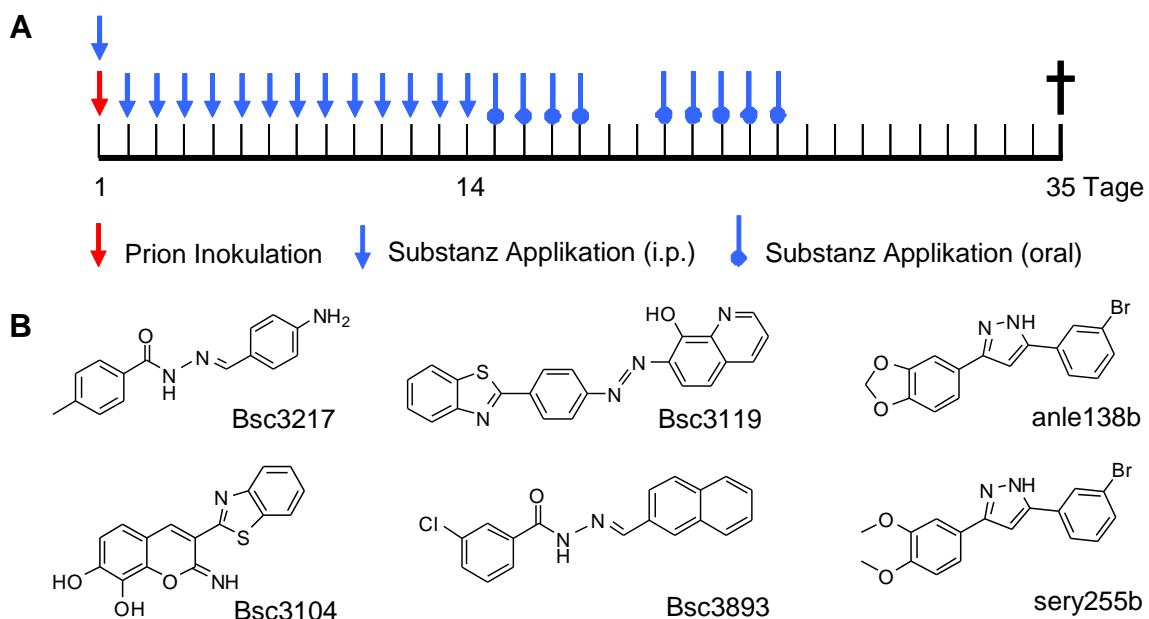 A
1
14
35 Tage
Prion Inokulation
Substanz Applikation (i.p.)
Substanz Applikation (oral)
B
O
N
N
H
NH2
Bsc3217
S
N
N
N
HO
N
Bsc3119
O
O
N
NH
Br
anle138b
N
S
HO
OH
O
NH
Bsc3104
Cl
O
N
H
N
Bsc3893
O
O
N
NH
Br
sery255b